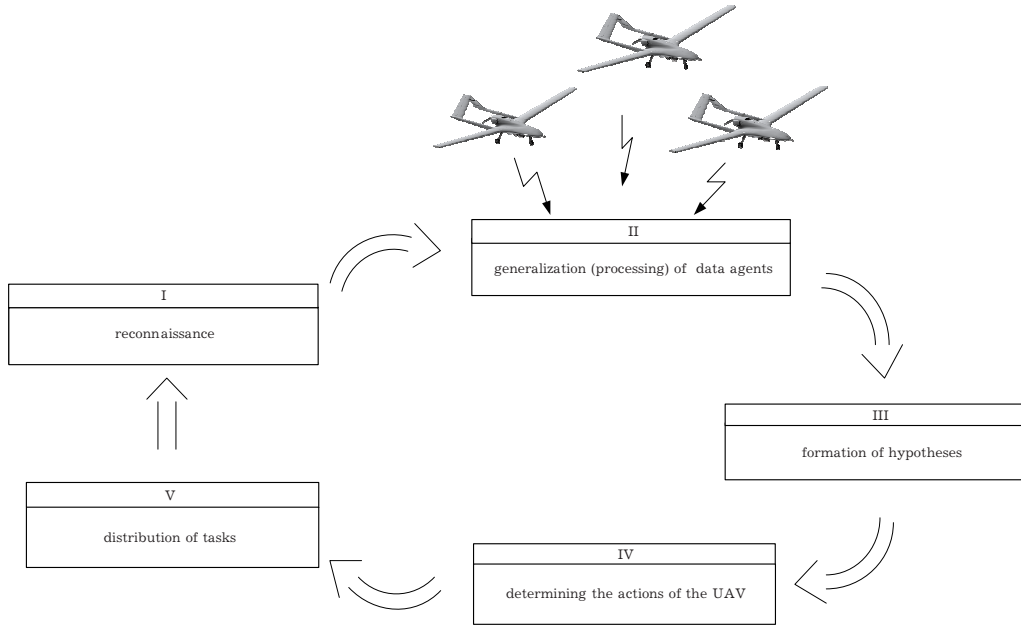 I
reconnaissance
II
generalization (processing) of data agents
III
formation of hypotheses
IV
determining the actions of the UAV
V
distribution of tasks